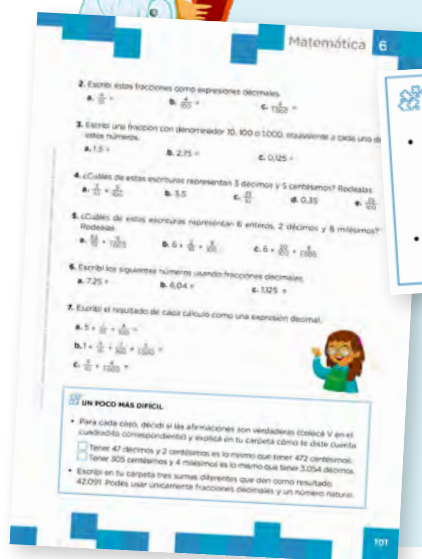 Matemática 6
2. Escribí estas fracciones como expresiones decimales.
a. b. c.
3. Escribí una fracción con denominador 10, 100 o 1.000, equivalente a cada uno de
estos números.
a. 1,5 = b. 2,75 = c. 0,125 =
4. ¿Cuáles de estas escrituras representan 3 décimos y 5 centésimos? Rodealas.
a. b. 3,5 c. d. 0,35 e.
5. ¿Cuáles de estas escrituras representan 6 enteros, 2 décimos y 8 milésimos?
Rodealas.
a. b. c.
6. Escribí los siguientes números usando fracciones decimales.
a. 7,25 = b. 6,04 = c. 1,125 =
7. Escribí el resultado de cada cálculo como una expresión decimal.
a.
b.
c.
UN POCO MÁS DIFÍCIL
• Para cada caso, decidí si las afirmaciones son verdaderas (colocá V en el
cuadradito correspondiente) y explicá en tu carpeta cómo te diste cuenta.
Tener 47 décimos y 2 centésimos es lo mismo que tener 472 centésimos.
Tener 305 centésimos y 4 milésimos es lo mismo que tener 3.054 décimos.
• Escribí en tu carpeta tres sumas diferentes que den como resultado
42,091. Podés usar únicamente fracciones decimales y un número natural.
101